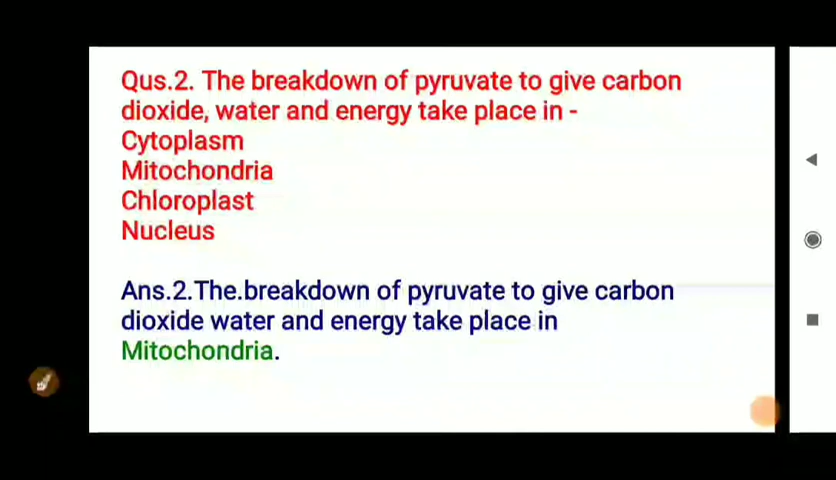 Qus.2. The breakdown of pyruvate to give carbon
dioxide, water and energy take place in -
Cytoplasm
Mitochondria
Chloroplast
Nucleus
Ans.2.The.breakdown of pyruvate to give carbon
dioxide water and energy take place in
Mitochondria.